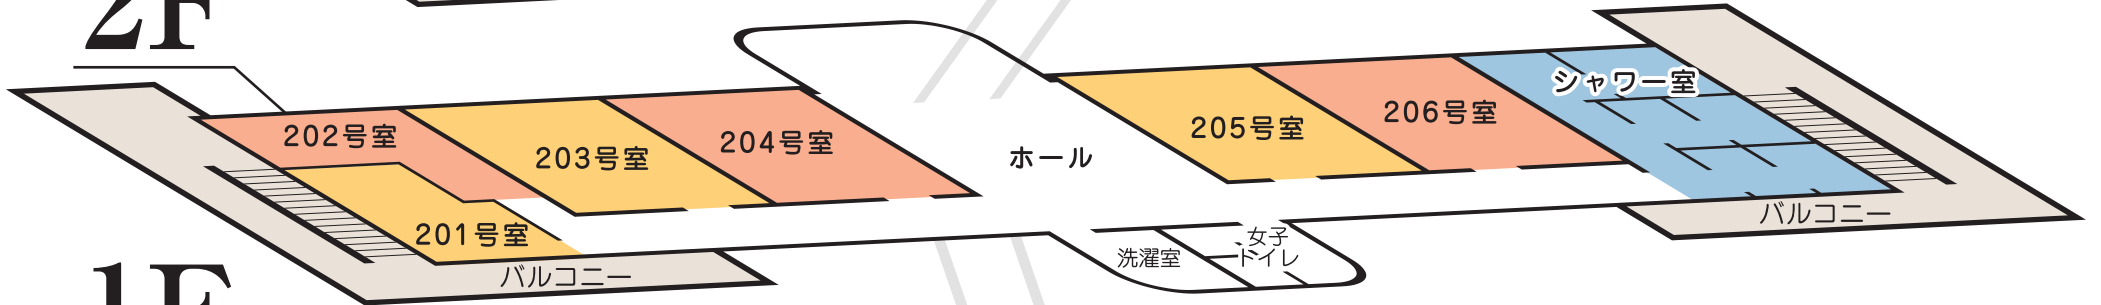 2F
シャワー室
202号室
203号室
204号室
205号室
206号室
ホール
201号室
バルコニー
バルコニー
洗濯室
女子
トイレ
1F